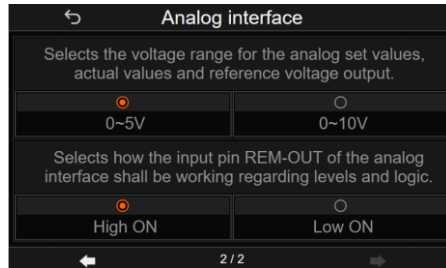 Analog interface
Selects the voltage range for the analog set values,
actual values and reference voltage output.
0~5V
0~10V
Selects how the input pin REM-OUT of the analog
interface shall be working regarding levels and logic.
High ON
Low ON
2 / 2